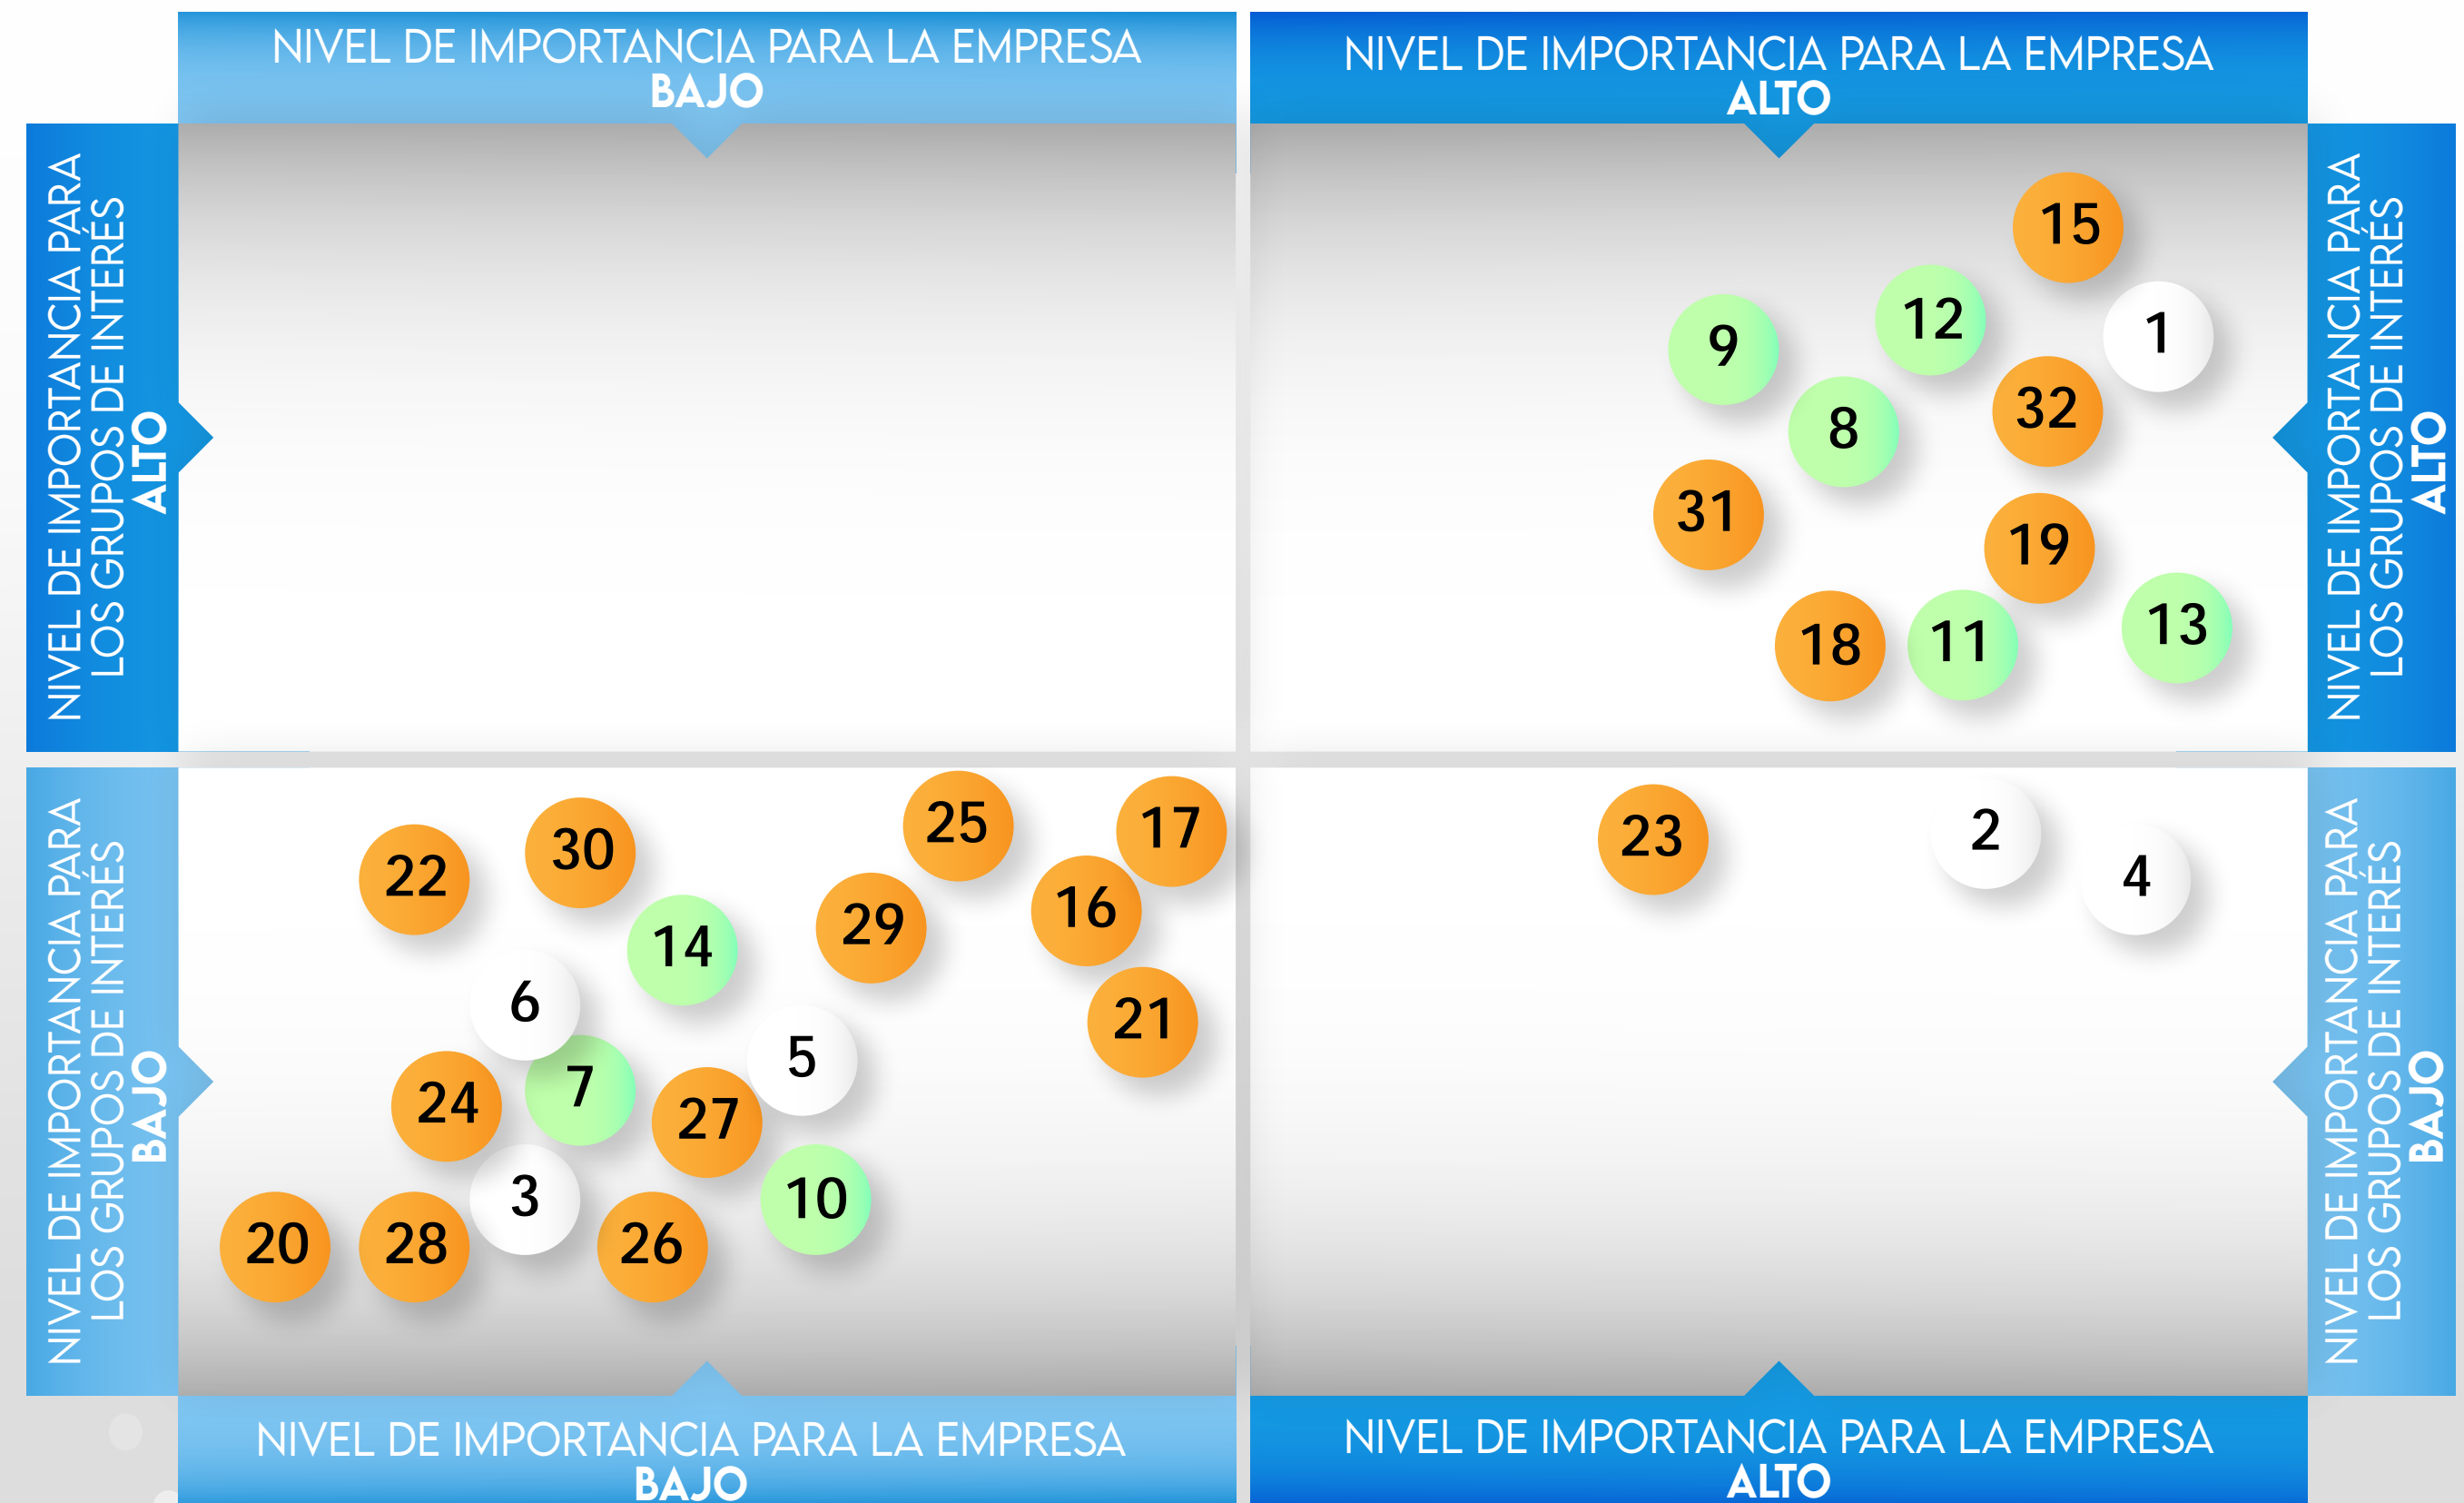 NIVEL DE IMPORTANCIA PARA LA EMPRESA
BAJO
NIVEL DE IMPORTANCIA PARA LA EMPRESA
ALTO
NIVEL DE IMPORTANCIA PARA
LOS GRUPOS DE INTERÉS
ALTO
15
12
1
9
32
8
31
19
13
18
11
NIVEL DE IMPORTANCIA PARA
LOS GRUPOS DE INTERÉS
ALTO
NIVEL DE IMPORTANCIA PARA
LOS GRUPOS DE INTERÉS
BAJO
25
17
30
22
16
29
14
6
21
5
7
24
27
3
10
20
28
26
23
2
4
NIVEL DE IMPORTANCIA PARA
LOS GRUPOS DE INTERÉS
BAJO
NIVEL DE IMPORTANCIA PARA LA EMPRESA
BAJO
NIVEL DE IMPORTANCIA PARA LA EMPRESA
ALTO